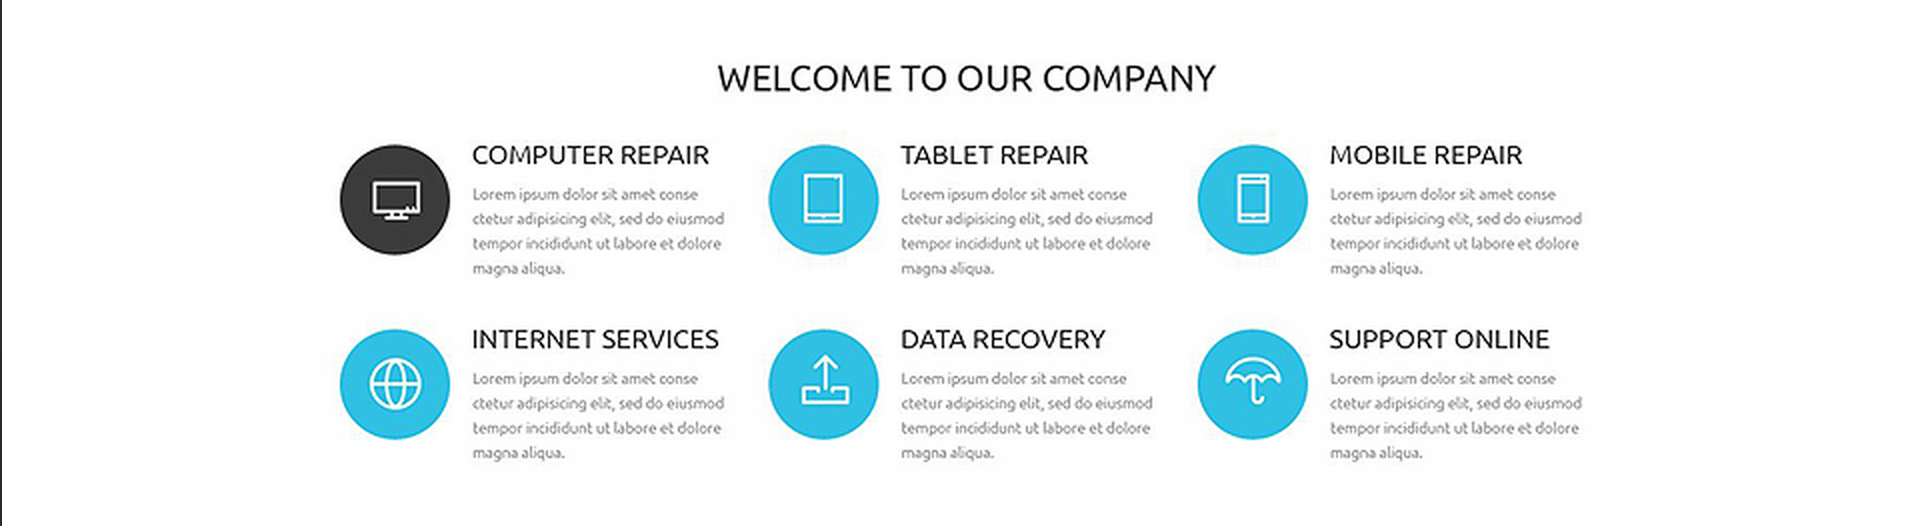 WELCOME TO OUR COMPANY
COMPUTER REPAIR
Lorem ipsum dolor sit amet conse
ctetur adipisicing elit, sed do eiusmod
tempor incididunt ut labore et dolore
magna aliqua.
TABLET REPAIR
Lorem ipsum dolor sit amet conse
ctetur adipisicing elit, sed do eiusmod
tempor incididunt ut labore et dolore
magna aliqua.
MOBILE REPAIR
Lorem ipsum dolor sit amet conse
ctetur adipisicing elit, sed do eiusmod
tempor incididunt ut labore et dolore
magna aliqua.
INTERNET SERVICES
Lorem ipsum dolor sit amet conse
ctetur adipisicing elit, sed do eiusmod
tempor incididunt ut labore et dolore
magna aliqua.
DATA RECOVERY
Lorem ipsum dolor sit amet conse
ctetur adipisicing elit, sed do eiusmod
tempor incididunt ut labore et dolore
magna aliqua.
SUPPORT ONLINE
Lorem ipsum dolor sit amet conse
ctetur adipisicing elit, sed do eiusmod
tempor incididunt ut labore et dolore
magna aliqua.